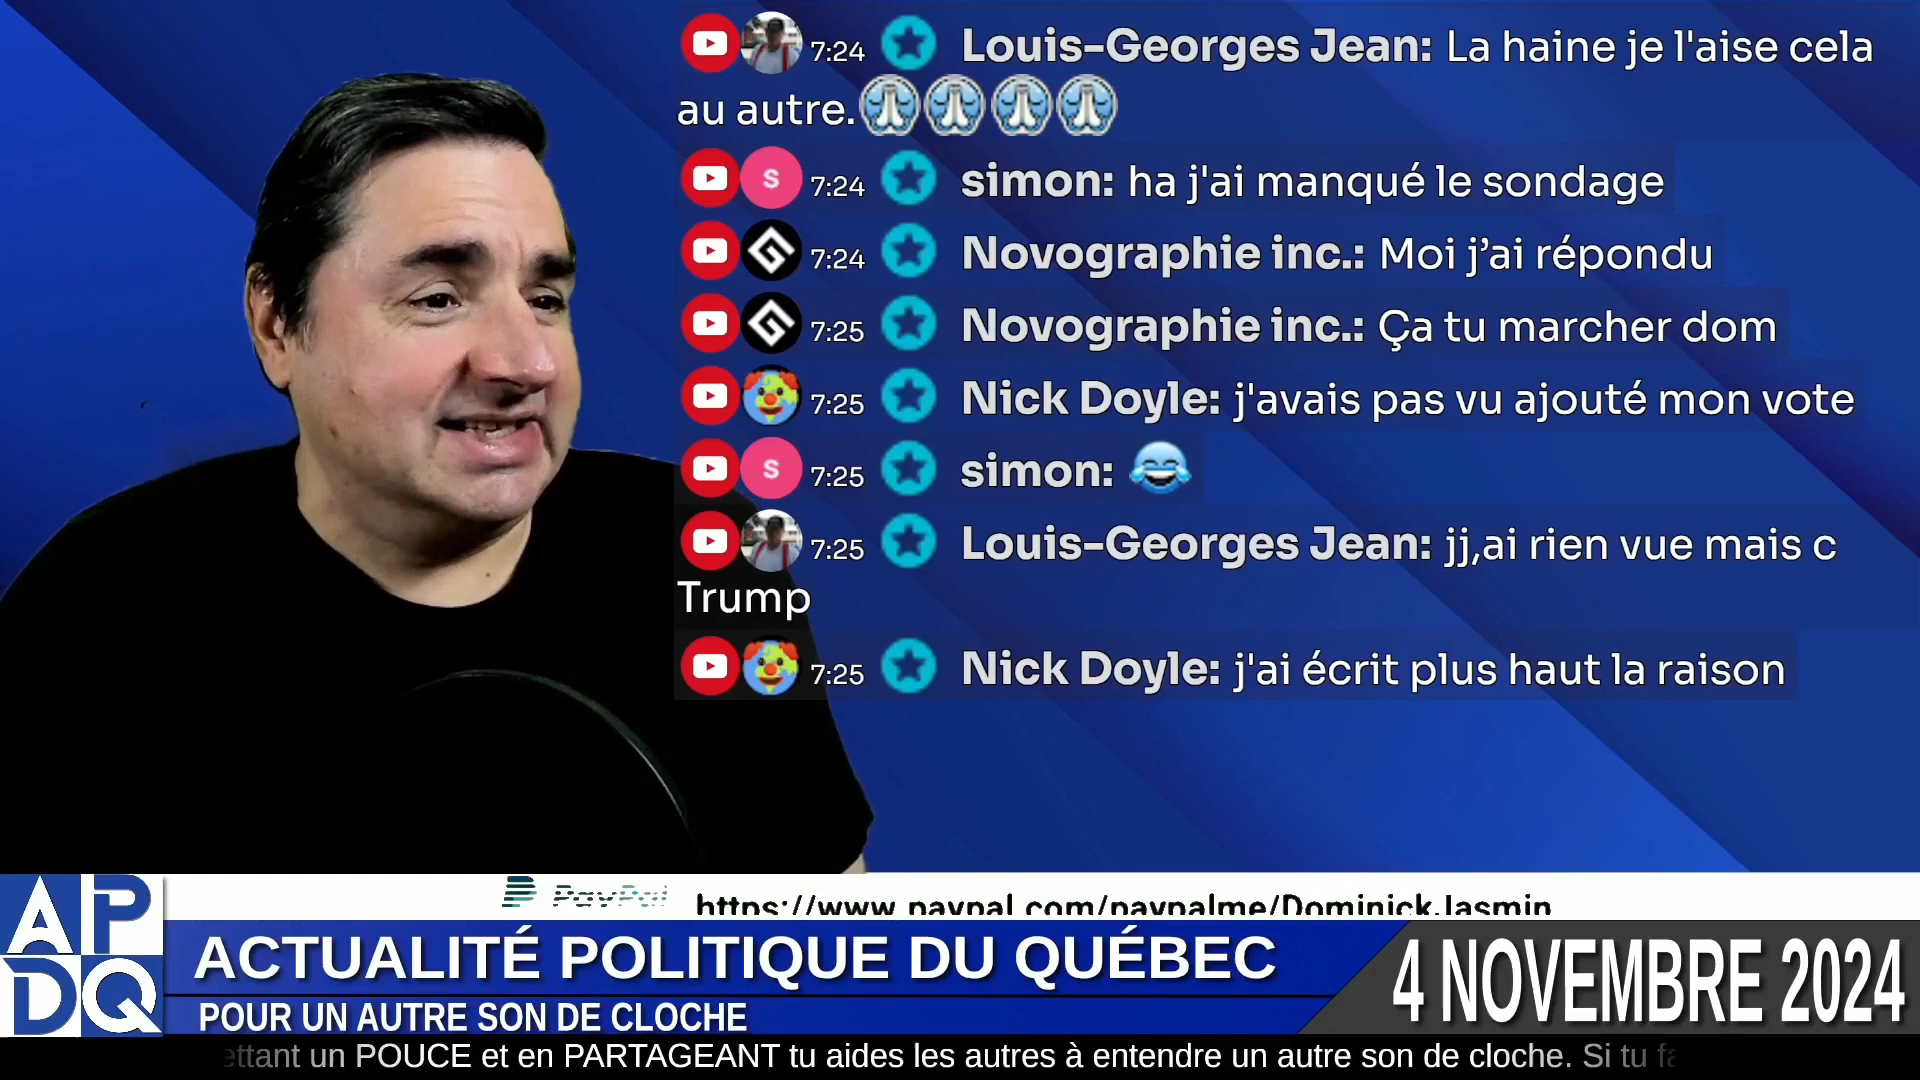 7:24 Louis-Georges Jean: La haine je l'aise cela
au autre.
S 7:24 simon: ha j'ai manqué le sondage
7:24 Novographie inc.: Moi j’ai répondu
7:25 Novographie inc.: Ça tu marcher dom
7:25 Nick Doyle: j'avais pas vu ajouté mon vote
S 7:25 simon: 😂
7:25 Louis-Georges Jean: jj,ai rien vue mais c
Trump
7:25 Nick Doyle: j'ai écrit plus haut la raison
PayPal https://www.paypal.com/paypalme/DominickJasmin
AP
DQ
ACTUALITÉ POLITIQUE DU QUÉBEC
POUR UN AUTRE SON DE CLOCHE
4 NOVEMBRE 2024
ettant un POUCE et en PARTAGEANT tu aides les autres à entendre un autre son de cloche. Si tu fa